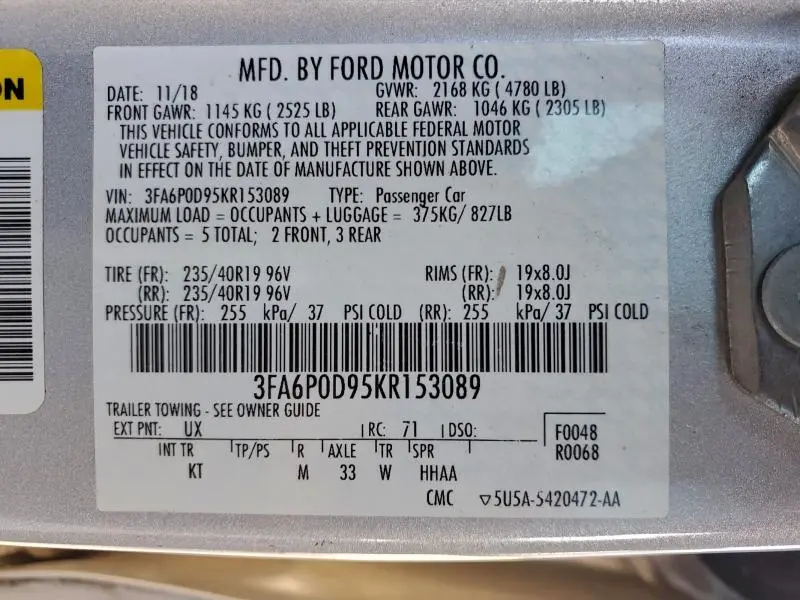 ON
MFD. BY FORD MOTOR CO.
DATE: 11/18 GVWR: 2168 KG ( 4780 LB)
FRONT GAWR: 1145 KG ( 2525 LB) REAR GAWR: 1046 KG ( 2305 LB)
THIS VEHICLE CONFORMS TO ALL APPLICABLE FEDERAL MOTOR
VEHICLE SAFETY, BUMPER, AND THEFT PREVENTION STANDARDS
IN EFFECT ON THE DATE OF MANUFACTURE SHOWN ABOVE.
VIN: 3FA6P0D95KR153089 TYPE: Passenger Car
MAXIMUM LOAD = OCCUPANTS + LUGGAGE = 375KG/ 827LB
OCCUPANTS = 5 TOTAL; 2 FRONT, 3 REAR
TIRE (FR): 235/40R19 96V RIMS (FR): 19x8.0J
(RR): 235/40R19 96V (RR): 19x8.0J
PRESSURE (FR): 255 kPa/ 37 PSI COLD (RR): 255 kPa/ 37 PSI COLD
3FA6P0D95KR153089
TRAILER TOWING - SEE OWNER GUIDE
EXT PNT: UX RC: 71 DSO: F0048
R0068
INT TR TP/PS R AXLE TR SPR
KT M 33 W HHAA
CMC ▽5U5A-5420472-AA